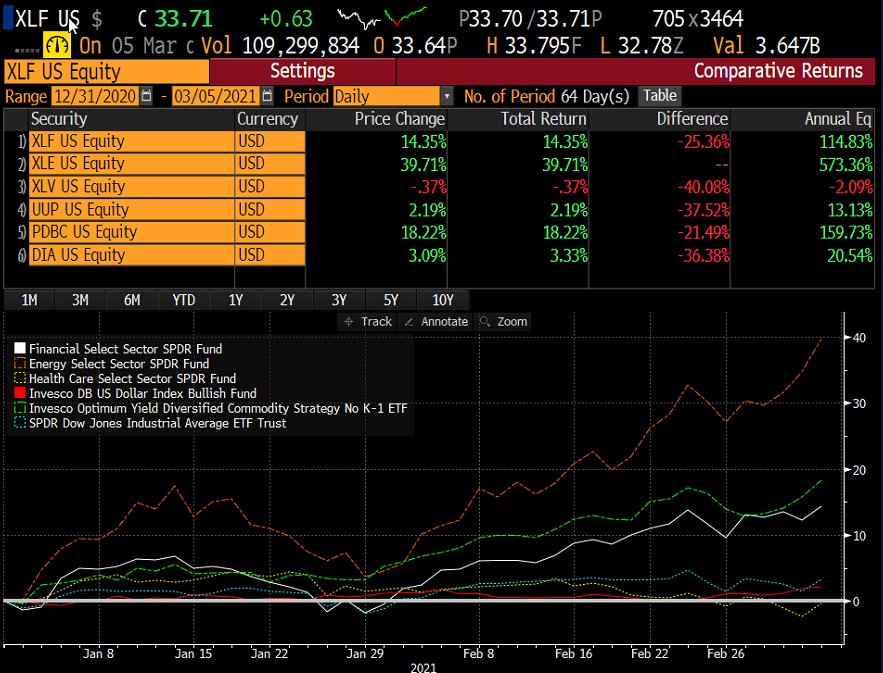 XLF US $ C 33.71 +0.63 P33.70 /33.71P 705x3464
On 05 Mar c Vol 109,299,834 O 33.64P H 33.795F L 32.78Z Val 3.647B
XLF US Equity Settings Comparative Returns
Range 12/31/2020 - 03/05/2021 Period Daily No. of Period 64 Day(s) Table
Security Currency Price Change Total Return Difference Annual Eq
1) XLF US Equity USD 14.35% 14.35% -25.36% 114.83%
2) XLE US Equity USD 39.71% 39.71% -- 573.36%
3) XLV US Equity USD -.37% -.37% -40.08% -2.09%
4) UUP US Equity USD 2.19% 2.19% -37.52% 13.13%
5) PDBC US Equity USD 18.22% 18.22% -21.49% 159.73%
6) DIA US Equity USD 3.09% 3.33% -36.38% 20.54%
1M 3M 6M YTD 1Y 2Y 3Y 5Y 10Y
Track Annotate Zoom
Financial Select Sector SPDR Fund
Energy Select Sector SPDR Fund
Health Care Select Sector SPDR Fund
Invesco DB US Dollar Index Bullish Fund
Invesco Optimum Yield Diversified Commodity Strategy No K-1 ETF
SPDR Dow Jones Industrial Average ETF Trust
40
30
20
10
0
Jan 8 Jan 15 Jan 22 Jan 29 Feb 8 Feb 16 Feb 22 Feb 26
2021